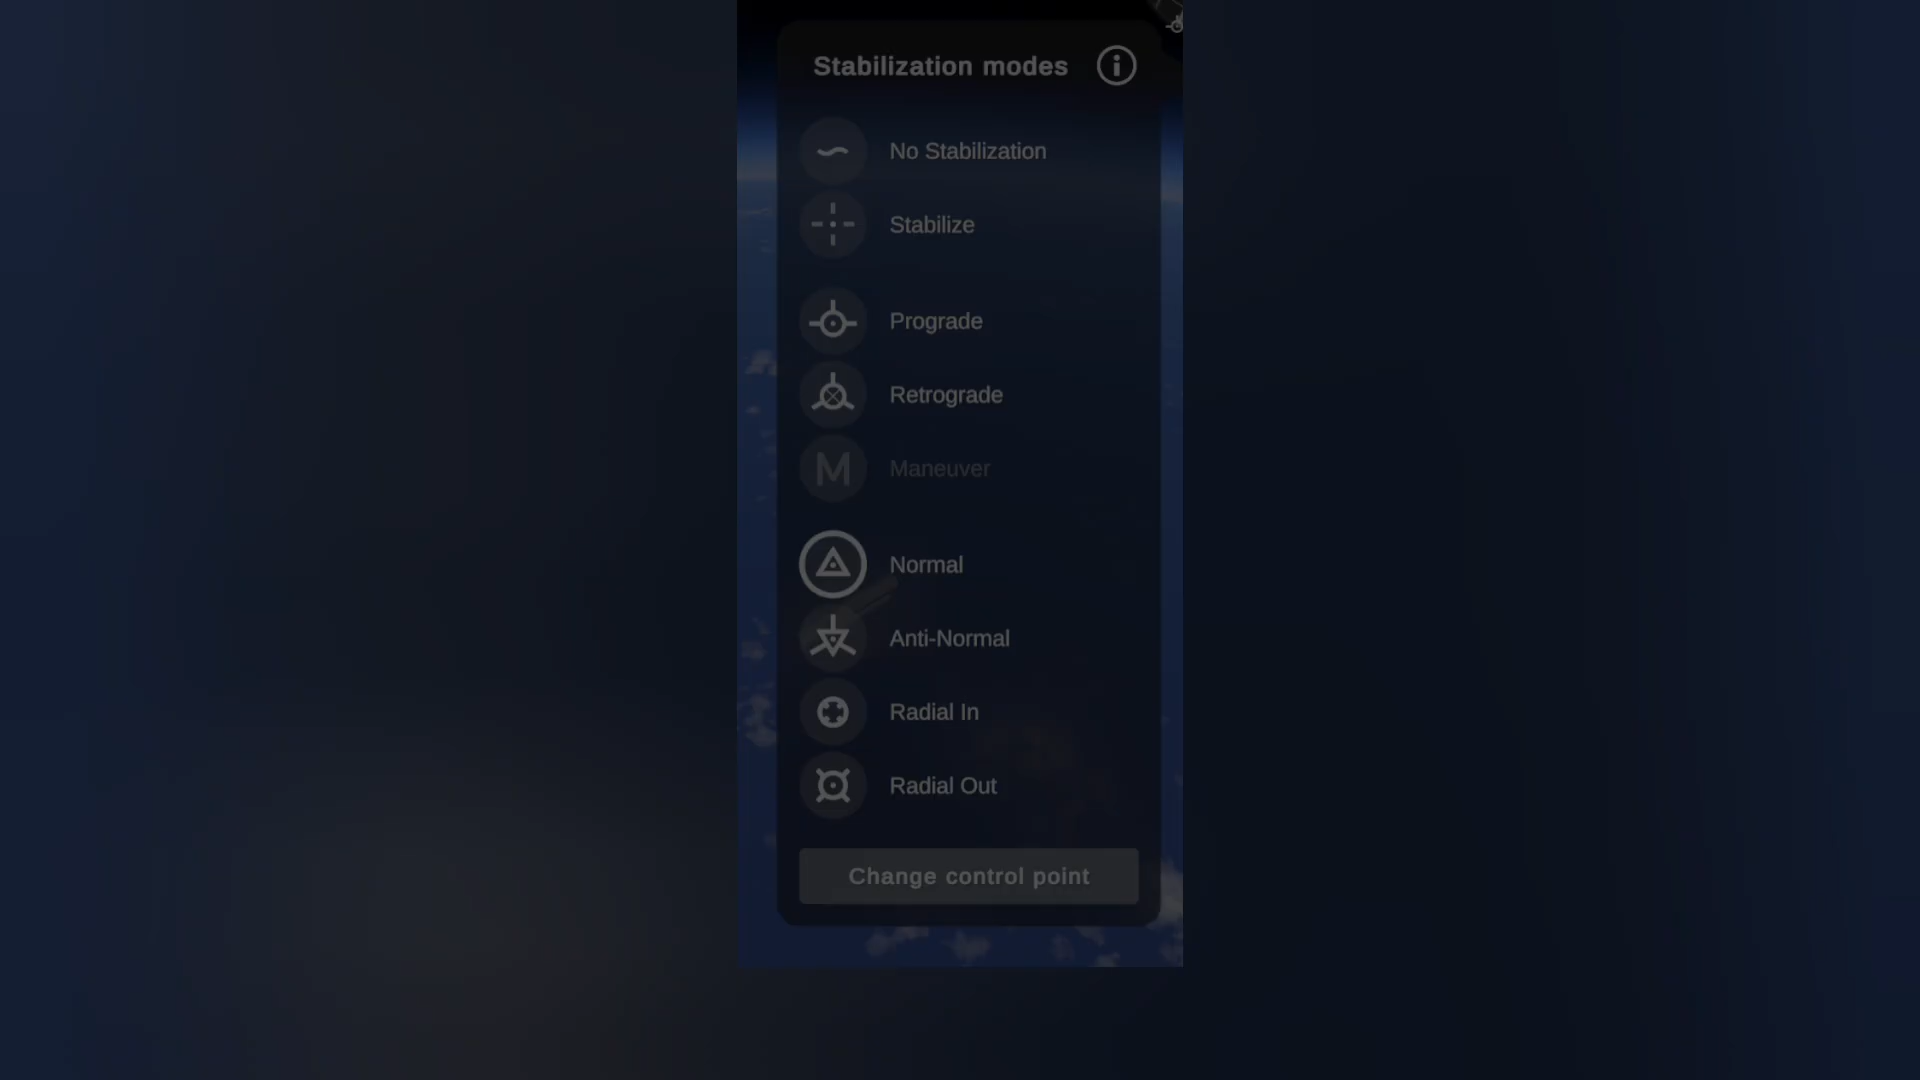 Stabilization modes
No Stabilization
Stabilize
Prograde
Retrograde
M Maneuver
Normal
Anti-Normal
Radial In
Radial Out
Change control point